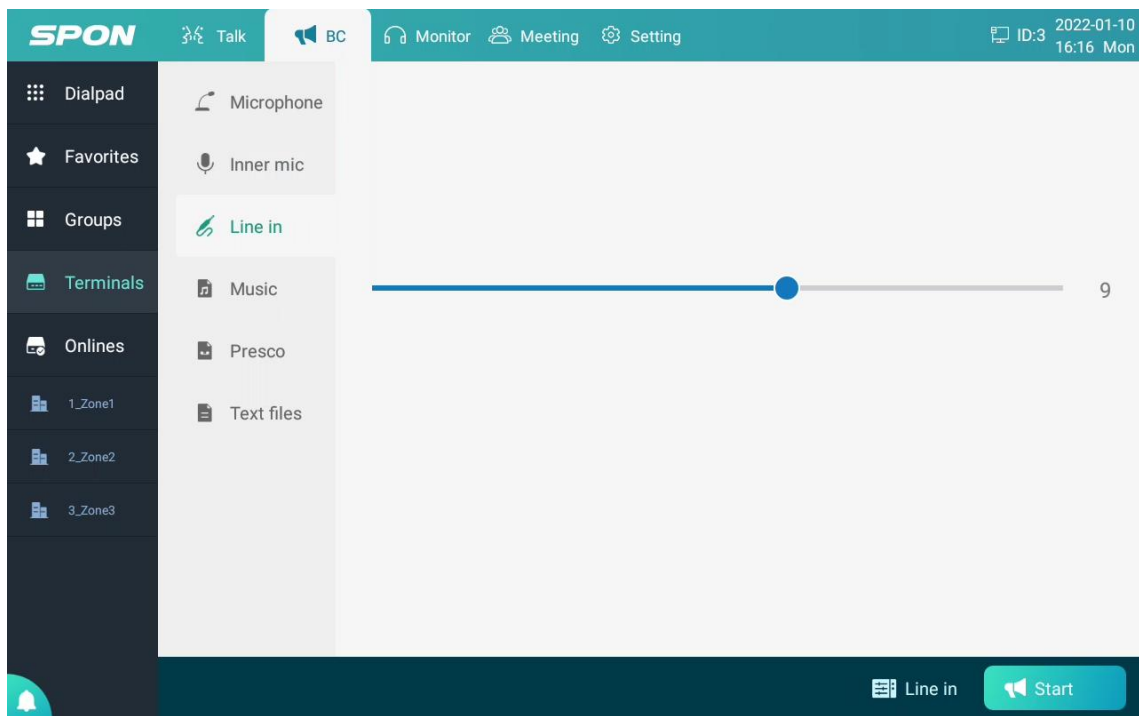 SPON
Talk
BC
Monitor
Meeting
Setting
ID:3
2022-01-10
16:16 Mon
Dialpad
Favorites
Groups
Terminals
Onlines
1_Zone1
2_Zone2
3_Zone3
Microphone
Inner mic
Line in
Music
Presco
Text files
9
Line in
Start